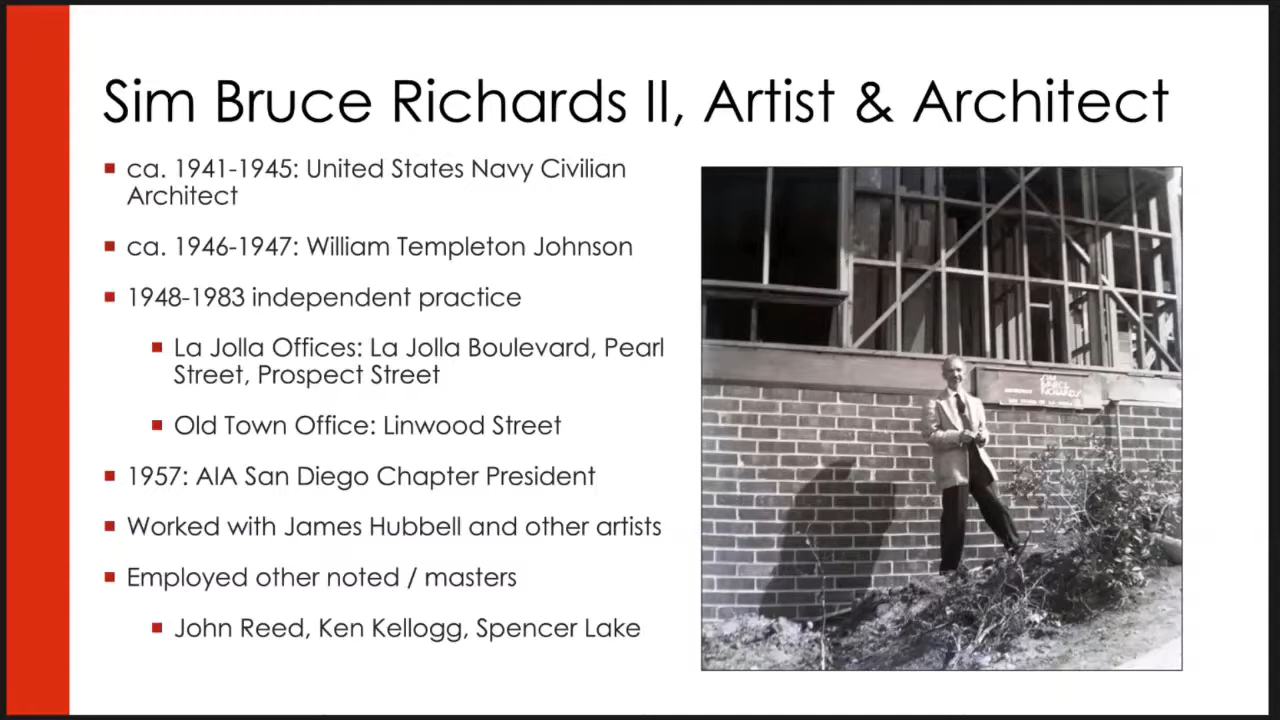 Sim Bruce Richards II, Artist & Architect
ca. 1941-1945: United States Navy Civilian
Architect
ca. 1946-1947: William Templeton Johnson
1948-1983 independent practice
La Jolla Offices: La Jolla Boulevard, Pearl
Street, Prospect Street
Old Town Office: Linwood Street
1957: AIA San Diego Chapter President
Worked with James Hubbell and other artists
Employed other noted / masters
John Reed, Ken Kellogg, Spencer Lake
BRUCE
RICHARDS